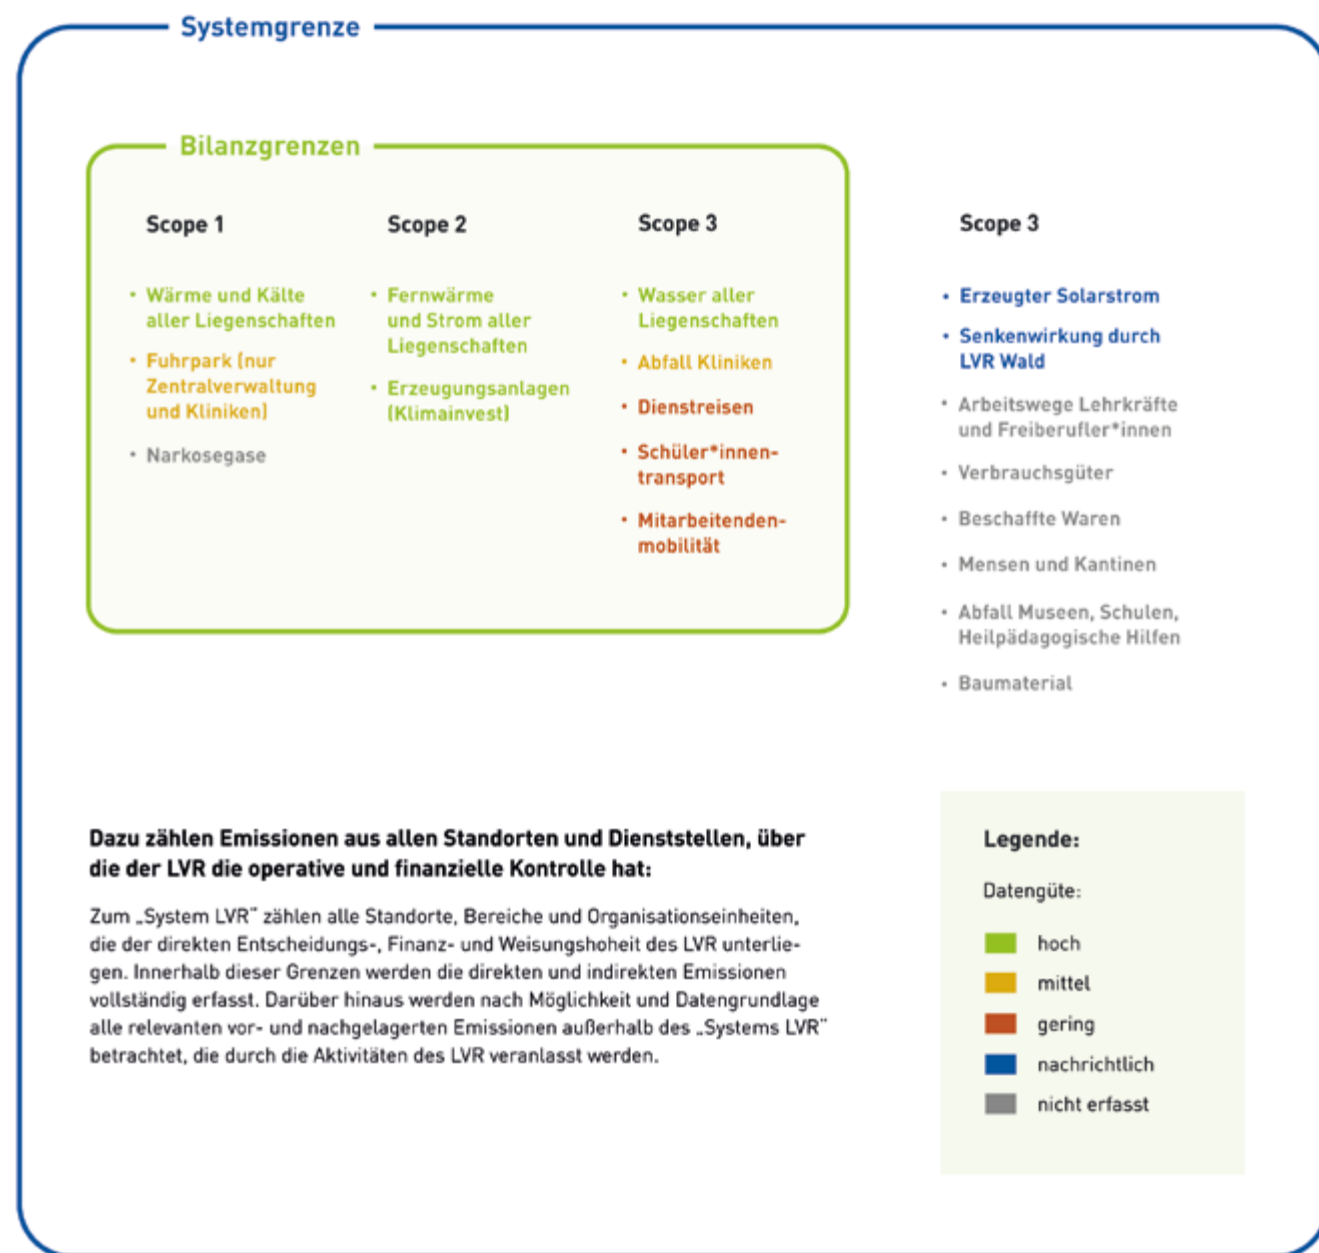 Systemgrenze
Bilanzgrenzen
Scope 1
• Wärme und Kälte
aller Liegenschaften
• Fuhrpark (nur
Zentralverwaltung
und Kliniken)
• Narkosegase
Scope 2
• Fernwärme
und Strom aller
Liegenschaften
• Erzeugungsanlagen
(Klimainvest)
Scope 3
• Wasser aller
Liegenschaften
• Abfall Kliniken
• Dienstreisen
• Schüler*innen-
transport
• Mitarbeitenden-
mobilität
Scope 3
• Erzeugter Solarstrom
• Senkenwirkung durch
LVR Wald
• Arbeitswege Lehrkräfte
und Freiberufler*innen
• Verbrauchsgüter
• Beschaffte Waren
• Mensen und Kantinen
• Abfall Museen, Schulen,
Heilpädagogische Hilfen
• Baumaterial
Dazu zählen Emissionen aus allen Standorten und Dienststellen, über
die der LVR die operative und finanzielle Kontrolle hat:
Zum „System LVR“ zählen alle Standorte, Bereiche und Organisationseinheiten,
die der direkten Entscheidungs-, Finanz- und Weisungshoheit des LVR unterlie-
gen. Innerhalb dieser Grenzen werden die direkten und indirekten Emissionen
vollständig erfasst. Darüber hinaus werden nach Möglichkeit und Datengrundlage
alle relevanten vor- und nachgelagerten Emissionen außerhalb des „Systems LVR“
betrachtet, die durch die Aktivitäten des LVR veranlasst werden.
Legende:
Datengüte:
hoch
mittel
gering
nachrichtlich
nicht erfasst